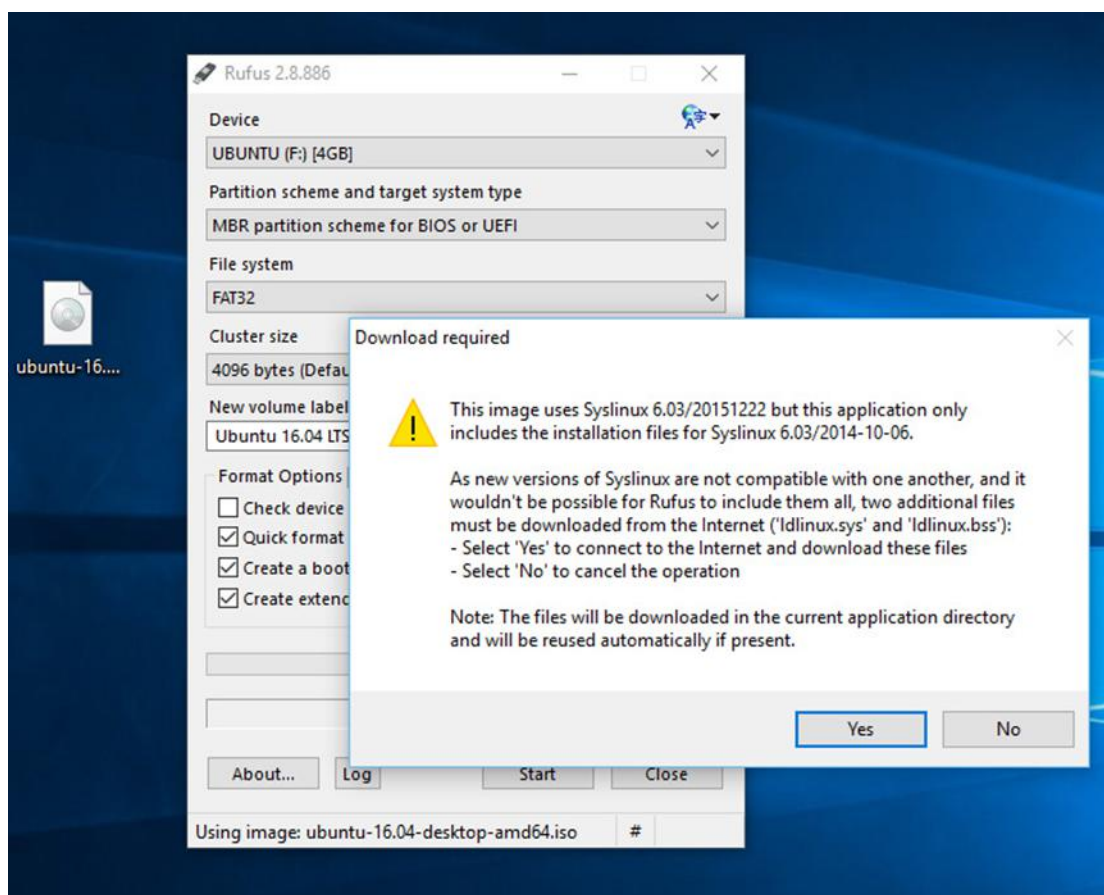 Rufus 2.8.886
Device
UBUNTU (F:) [4GB]
Partition scheme and target system type
MBR partition scheme for BIOS or UEFI
File system
FAT32
Cluster size
4096 bytes (Defau
New volume label
Ubuntu 16.04 LTS
Format Options
Check device
Quick format
Create a boot
Create extend
About...
Log
Start
Close
Using image: ubuntu-16.04-desktop-amd64.iso #
ubuntu-16....
Download required
This image uses Syslinux 6.03/20151222 but this application only
includes the installation files for Syslinux 6.03/2014-10-06.
As new versions of Syslinux are not compatible with one another, and it
wouldn't be possible for Rufus to include them all, two additional files
must be downloaded from the Internet ('ldlinux.sys' and 'ldlinux.bss'):
- Select 'Yes' to connect to the Internet and download these files
- Select 'No' to cancel the operation
Note: The files will be downloaded in the current application directory
and will be reused automatically if present.
Yes
No